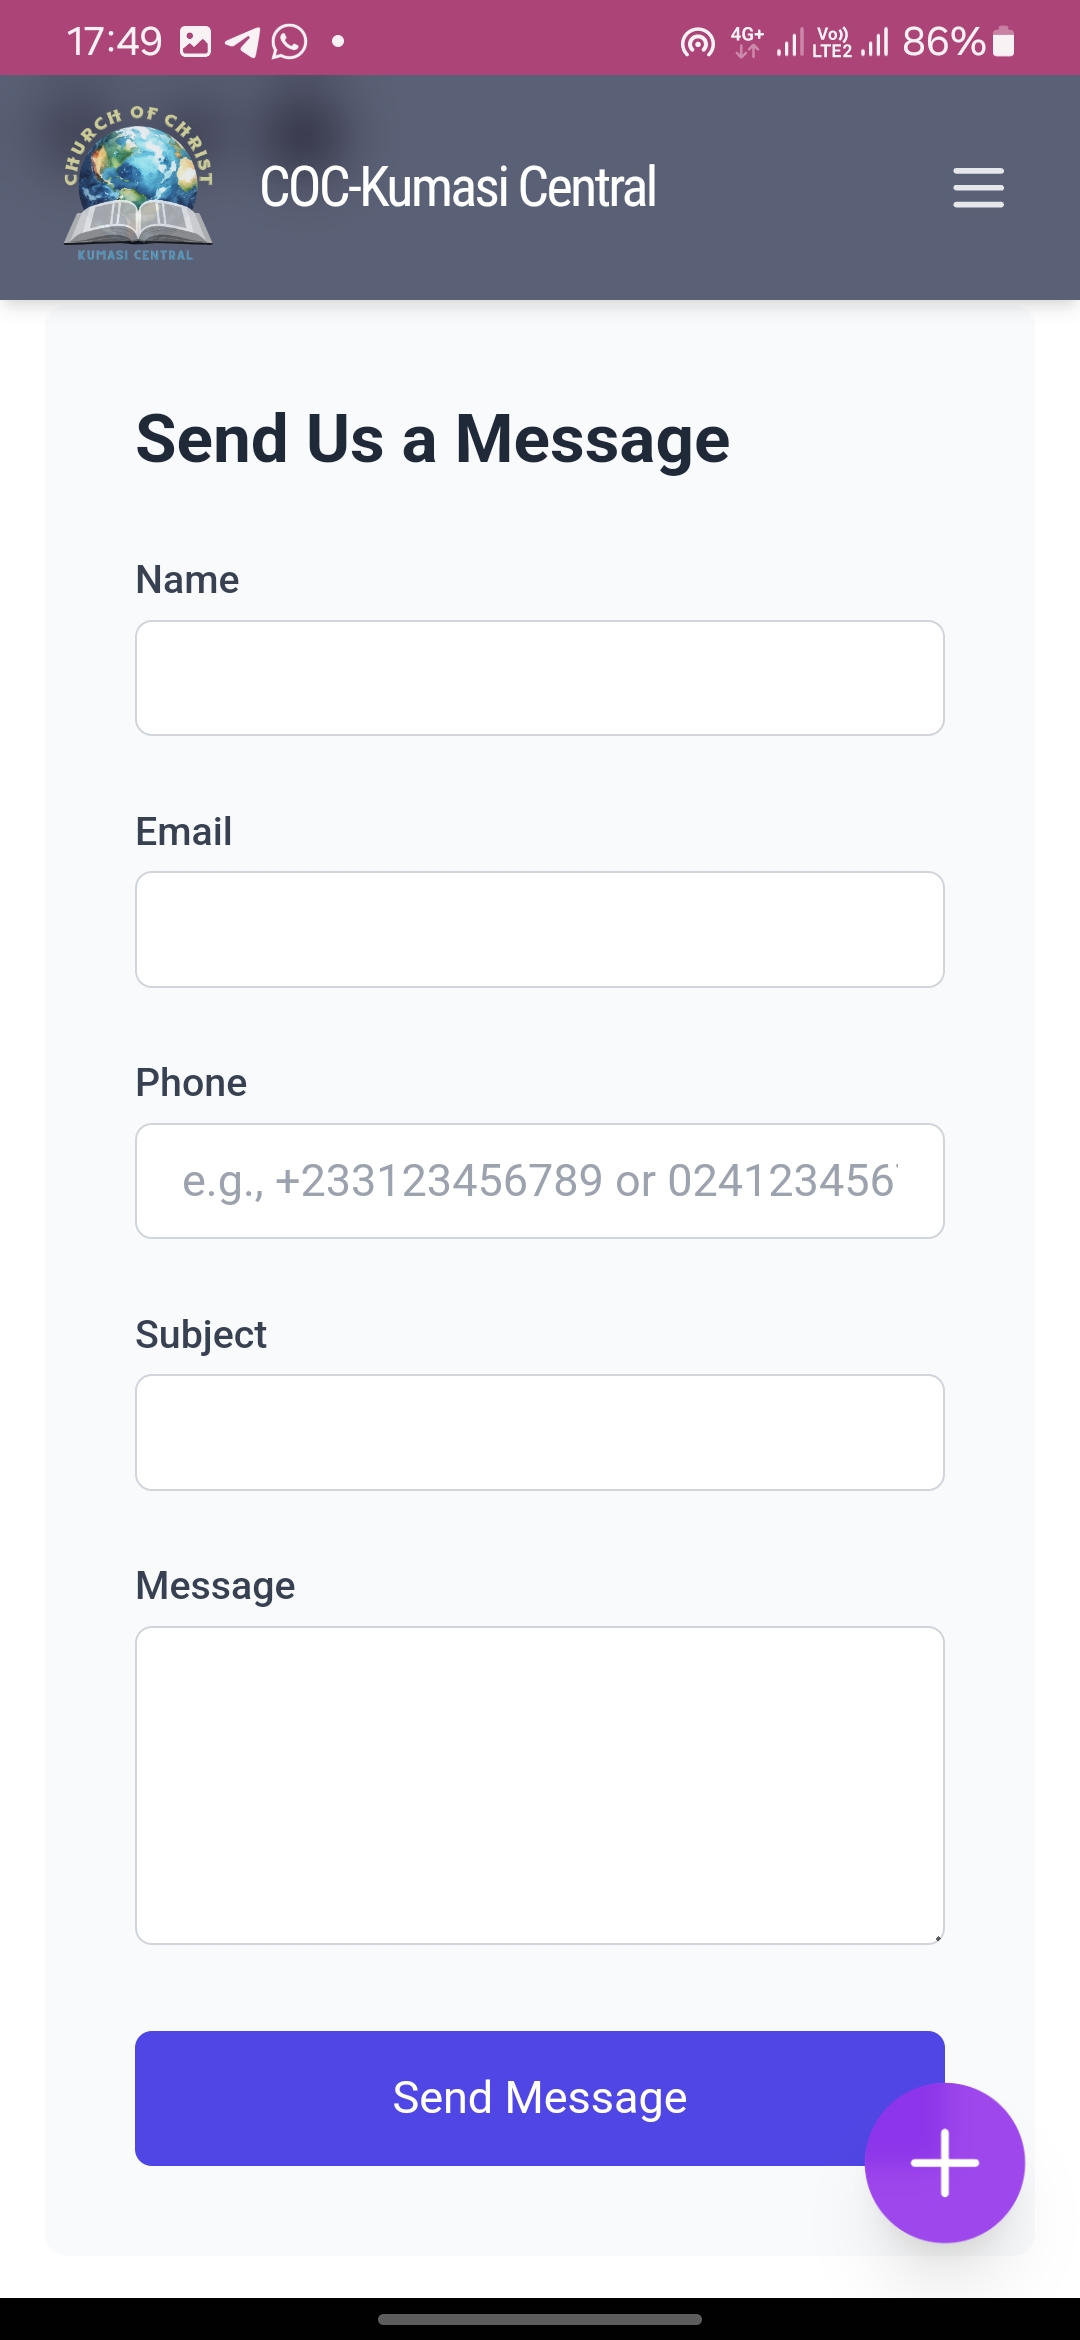 17:49
4G+
Vo))
LTE2
86%
CHURCH OF CHRIST
KUMASI CENTRAL
COC-Kumasi Central
Send Us a Message
Name
Email
Phone
e.g., +233123456789 or 024123456
Subject
Message
Send Message